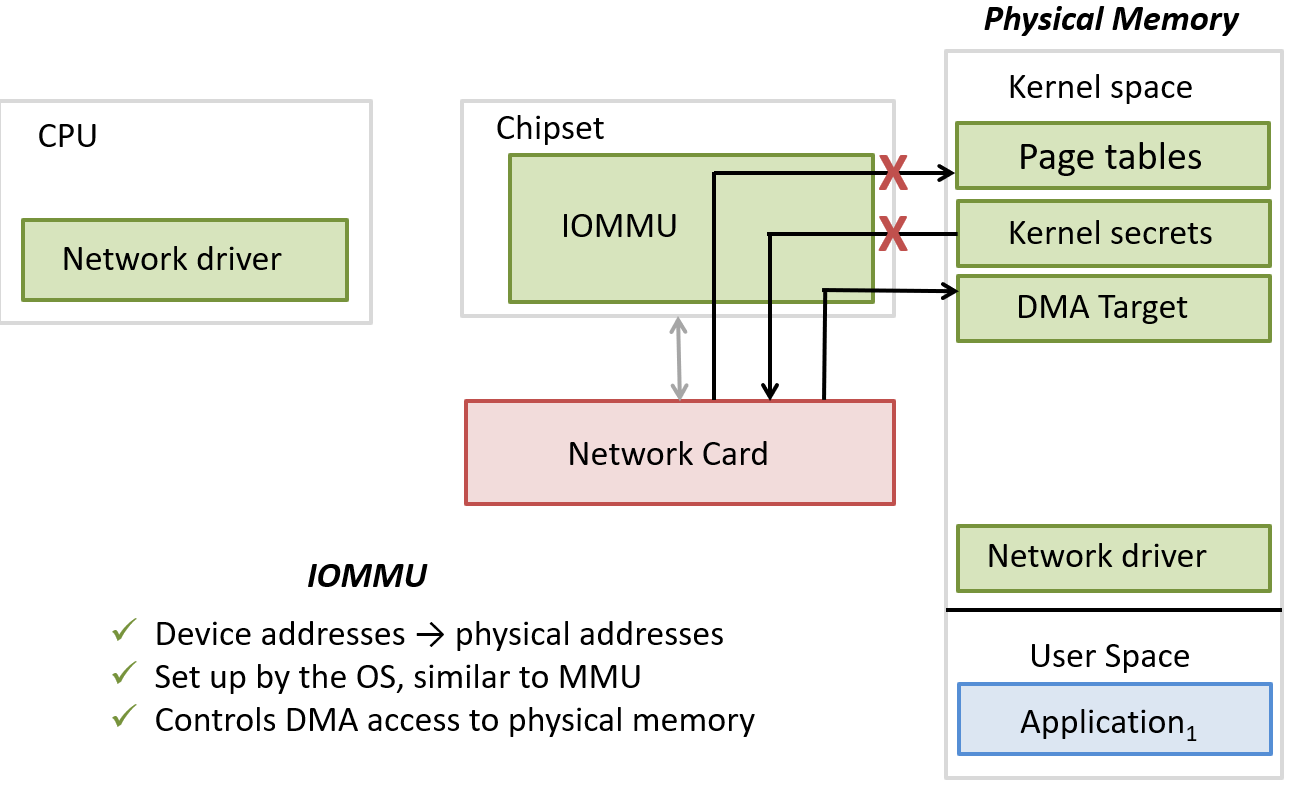 Physical Memory
Kernel space
CPU
Chipset
Page tables
IOMMU
Kernel secrets
Network driver
DMA Target
Network Card
Network driver
IOMMU
✓ Device addresses → physical addresses
✓ Set up by the OS, similar to MMU
✓ Controls DMA access to physical memory
User Space
Application₁
X
X